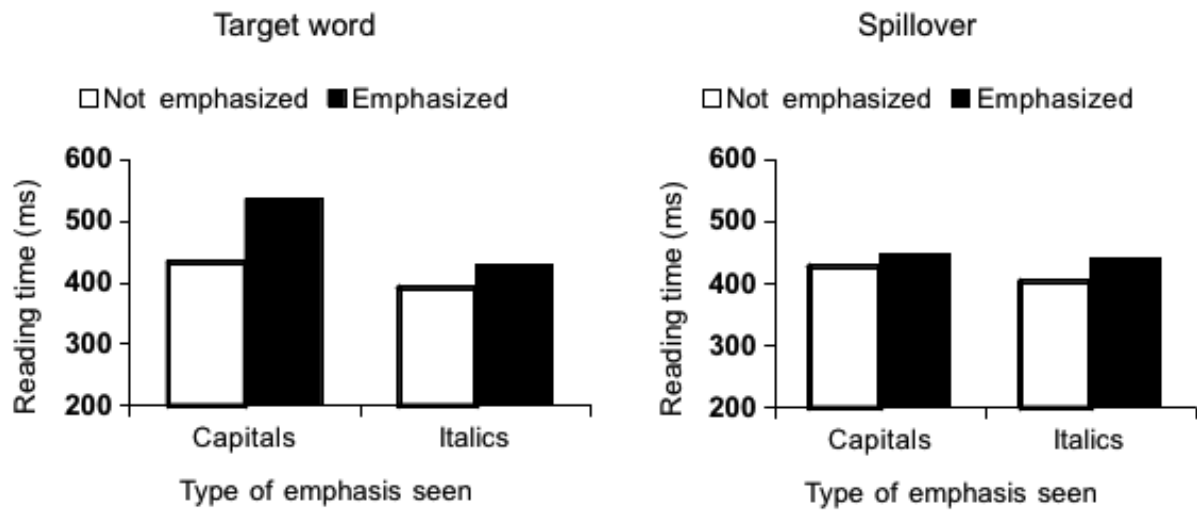 Target word
Not emphasized Emphasized
600
500
400
300
200
Reading time (ms)
Capitals Italics
Type of emphasis seen
Spillover
Not emphasized Emphasized
600
500
400
300
200
Reading time (ms)
Capitals Italics
Type of emphasis seen